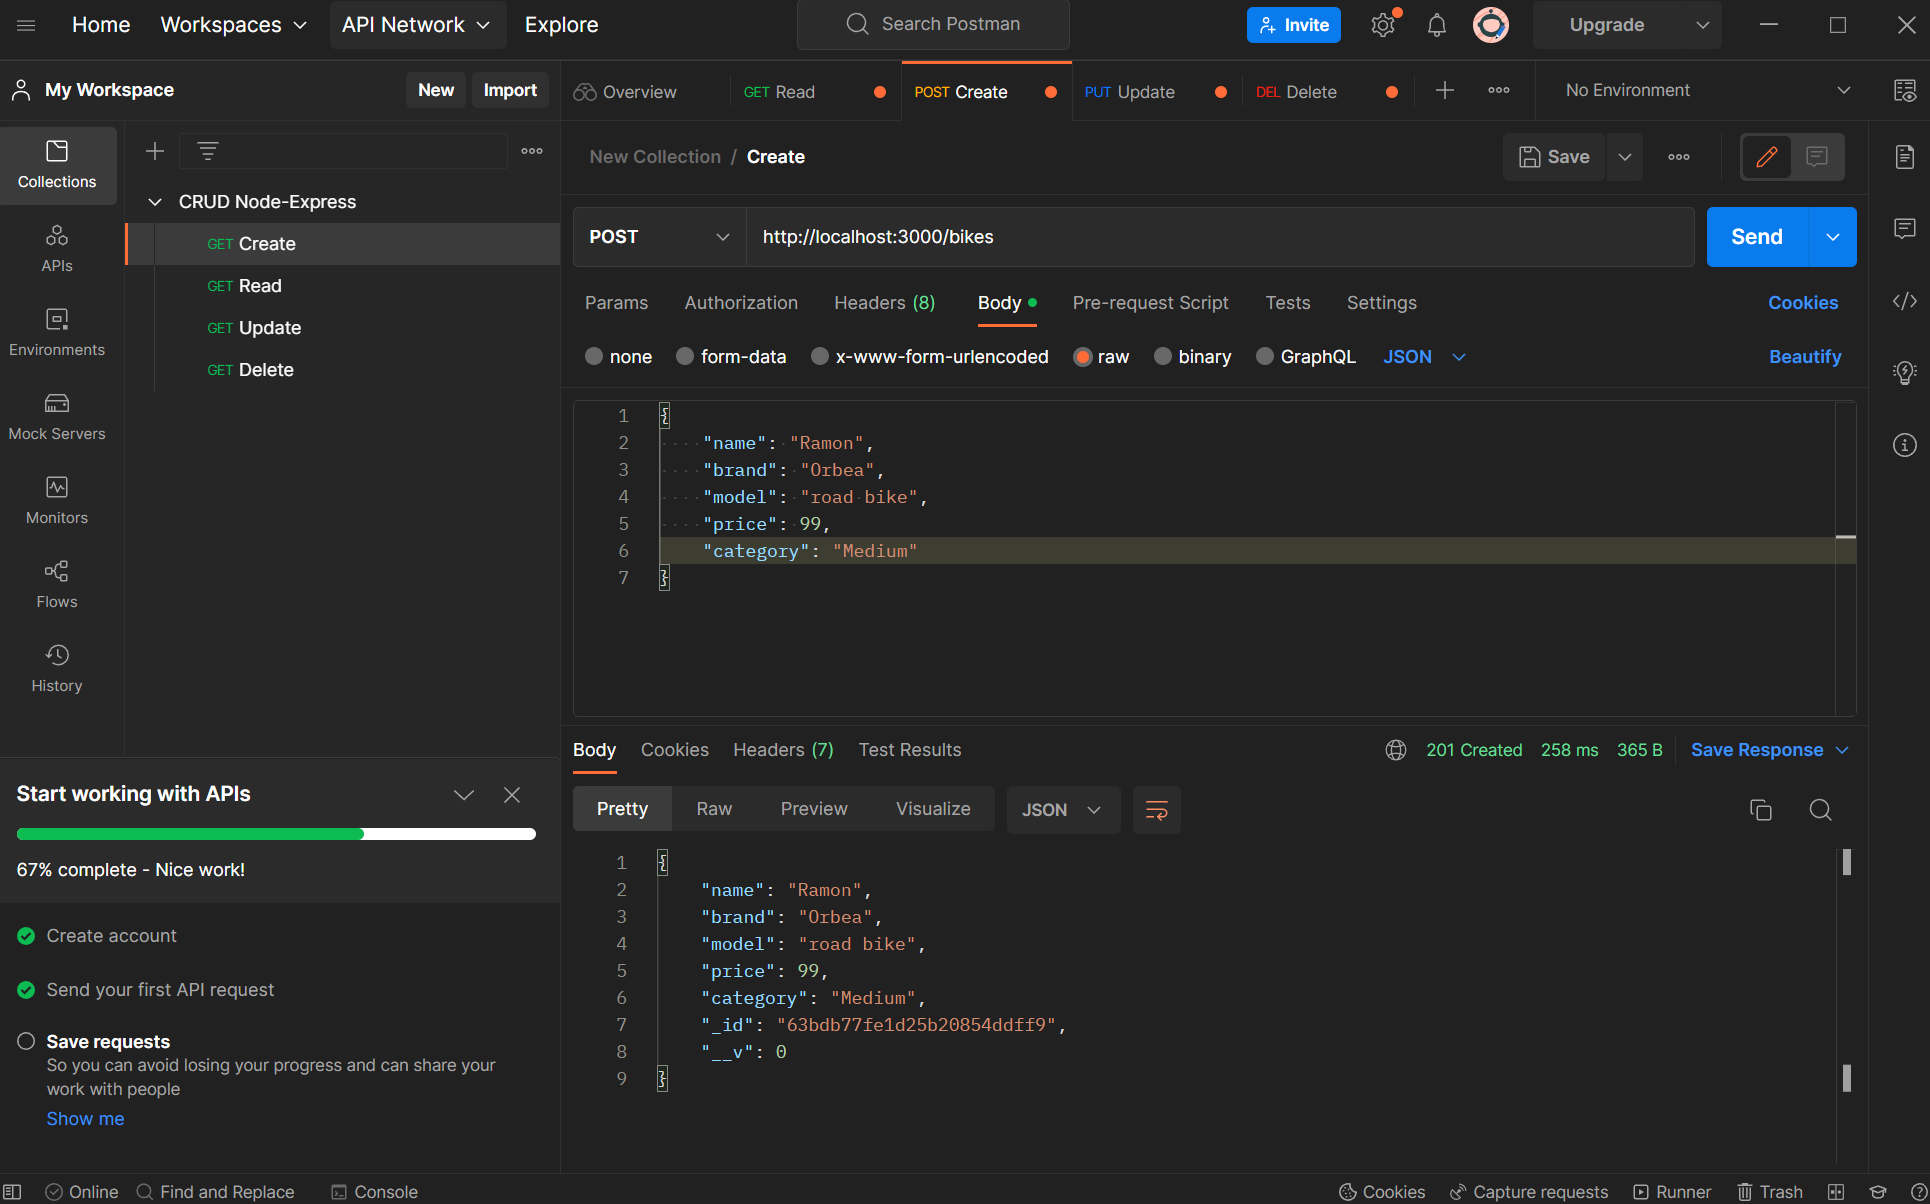 Home Workspaces API Network Explore Search Postman Invite Upgrade
My Workspace New Import Overview GET Read POST Create PUT Update DEL Delete No Environment
Collections
APIs
Environments
Mock Servers
Monitors
Flows
History
CRUD Node-Express
GET Create
GET Read
GET Update
GET Delete
Start working with APIs
67% complete - Nice work!
Create account
Send your first API request
Save requests
So you can avoid losing your progress and can share your
work with people
Show me
New Collection / Create Save
POST http://localhost:3000/bikes Send
Params Authorization Headers (8) Body Pre-request Script Tests Settings Cookies
none form-data x-www-form-urlencoded raw binary GraphQL JSON Beautify
1 {
2 "name": "Ramon",
3 "brand": "Orbea",
4 "model": "road bike",
5 "price": 99,
6 "category": "Medium"
7 }
Body Cookies Headers (7) Test Results 201 Created 258 ms 365 B Save Response
Pretty Raw Preview Visualize JSON
1 {
2 "name": "Ramon",
3 "brand": "Orbea",
4 "model": "road bike",
5 "price": 99,
6 "category": "Medium",
7 "_id": "63bdb77fe1d25b20854ddff9",
8 "__v": 0
9 }
Online Find and Replace Console Cookies Capture requests Runner Trash